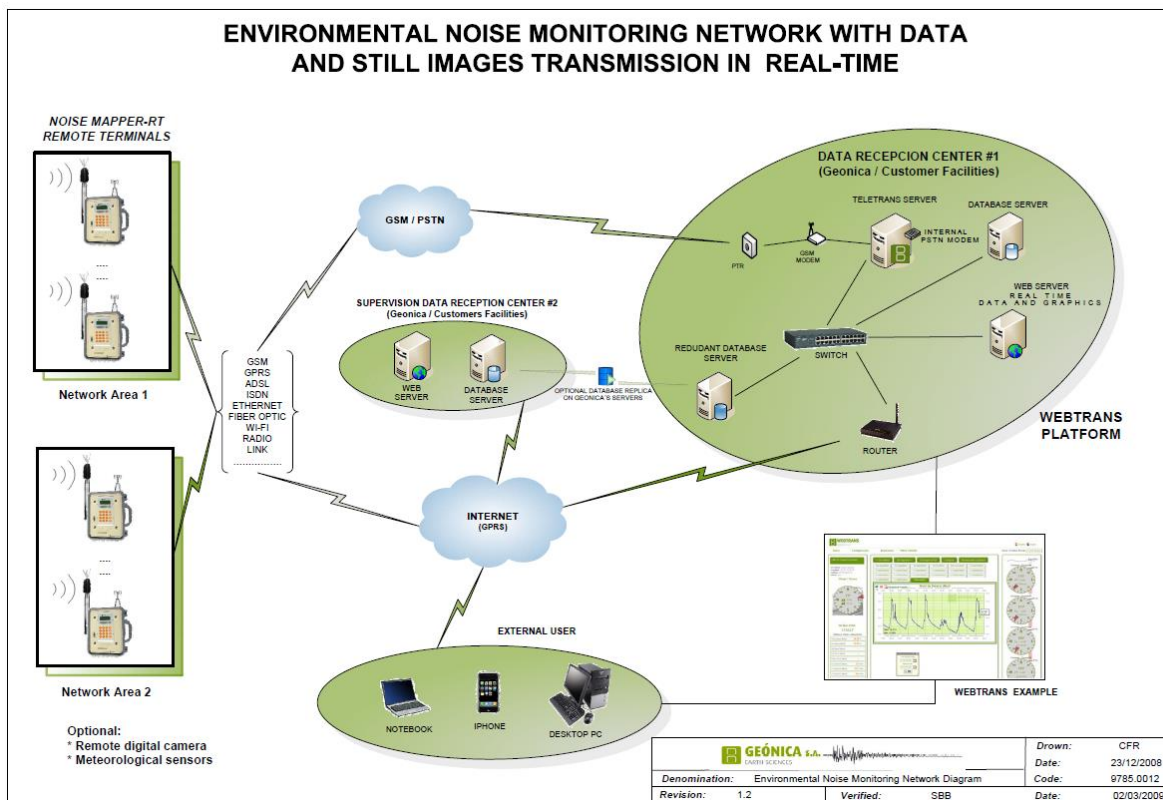 ENVIRONMENTAL NOISE MONITORING NETWORK WITH DATA
AND STILL IMAGES TRANSMISSION IN REAL-TIME
NOISE MAPPER-RT
REMOTE TERMINALS
....
....
Network Area 1
....
....
Network Area 2
Optional:
* Remote digital camera
* Meteorological sensors
GSM
GPRS
ADSL
ISDN
ETHERNET
FIBER OPTIC
WI-FI
RADIO
LINK
....................
GSM / PSTN
SUPERVISION DATA RECEPTION CENTER #2
(Geonica / Customers Facilities)
WEB
SERVER
DATABASE
SERVER
OPTIONAL DATABASE REPLICA
ON GEONICA'S SERVERS
INTERNET
(GPRS)
EXTERNAL USER
NOTEBOOK
IPHONE
DESKTOP PC
DATA RECEPCION CENTER #1
(Geonica / Customer Facilities)
TELETRANS SERVER
DATABASE SERVER
INTERNAL
PSTN MODEM
PTR
GSM
MODEM
WEB SERVER
REAL TIME
DATA AND GRAPHICS
SWITCH
REDUDANT DATABASE
SERVER
ROUTER
WEBTRANS
PLATFORM
WEBTRANS
WEBTRANS EXAMPLE
GEÓNICA S.A.
EARTH SCIENCES
Denomination: Environmental Noise Monitoring Network Diagram
Revision: 1.2 Verified: SBB
Drown: CFR
Date: 23/12/2008
Code: 9785.0012
Date: 02/03/2009